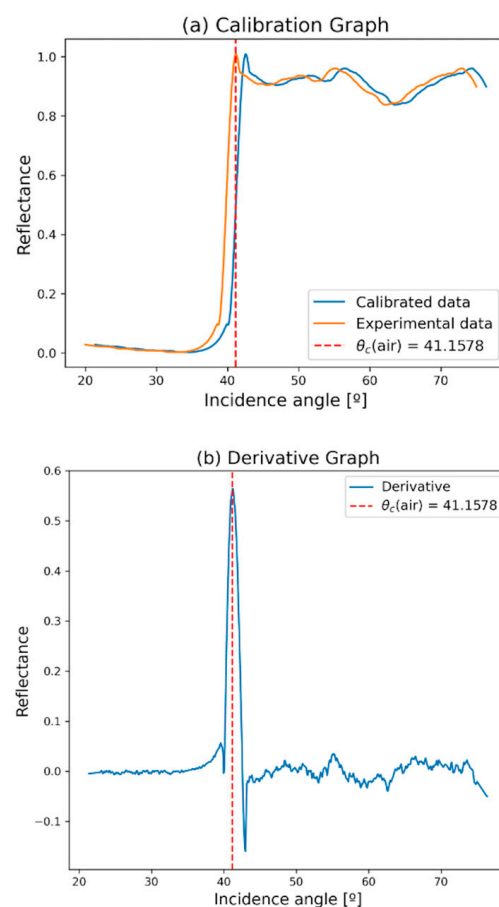 (a) Calibration Graph
1.0
0.8
0.6
0.4
0.2
0.0
Reflectance
Calibrated data
Experimental data
θc(air) = 41.1578
20 30 40 50 60 70
Incidence angle [º]
(b) Derivative Graph
0.6
0.5
0.4
0.3
0.2
0.1
0.0
−0.1
Reflectance
Derivative
θc(air) = 41.1578
20 30 40 50 60 70
Incidence angle [º]